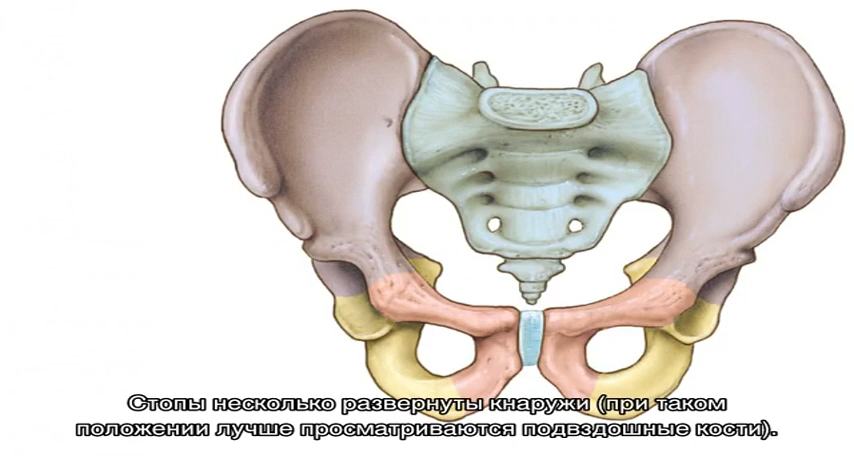 Стопы несколько развернуты кнаружи (при таком
положении лучше просматриваются подвздошные кости).